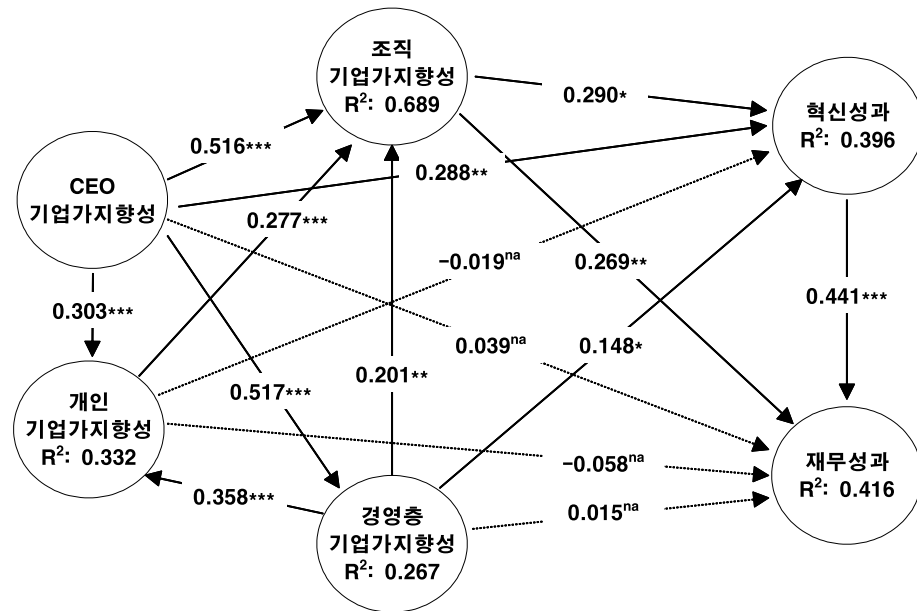 조직
기업가지향성
R²: 0.689
0.290*
혁신성과
R²: 0.396
0.516***
0.288**
CEO
기업가지향성
0.277***
-0.019ⁿᵃ
0.269**
0.303***
0.441***
0.039ⁿᵃ
0.148*
0.201**
0.517***
개인
기업가지향성
R²: 0.332
-0.058ⁿᵃ
재무성과
R²: 0.416
0.358***
0.015ⁿᵃ
경영층
기업가지향성
R²: 0.267